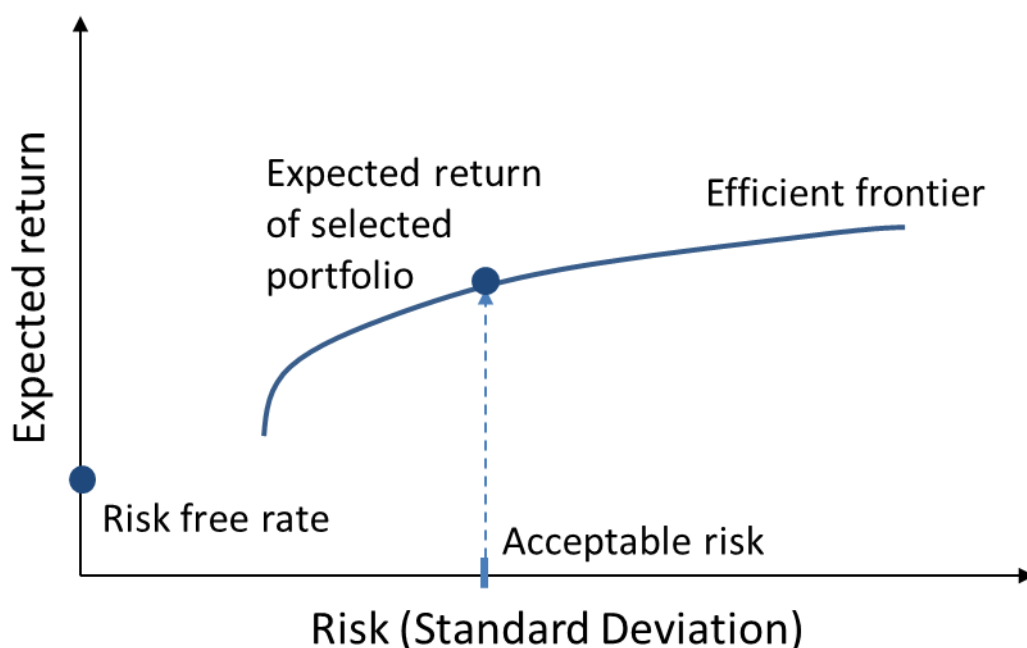 Expected return
Expected return
of selected
portfolio
Efficient frontier
Risk free rate
Acceptable risk
Risk (Standard Deviation)